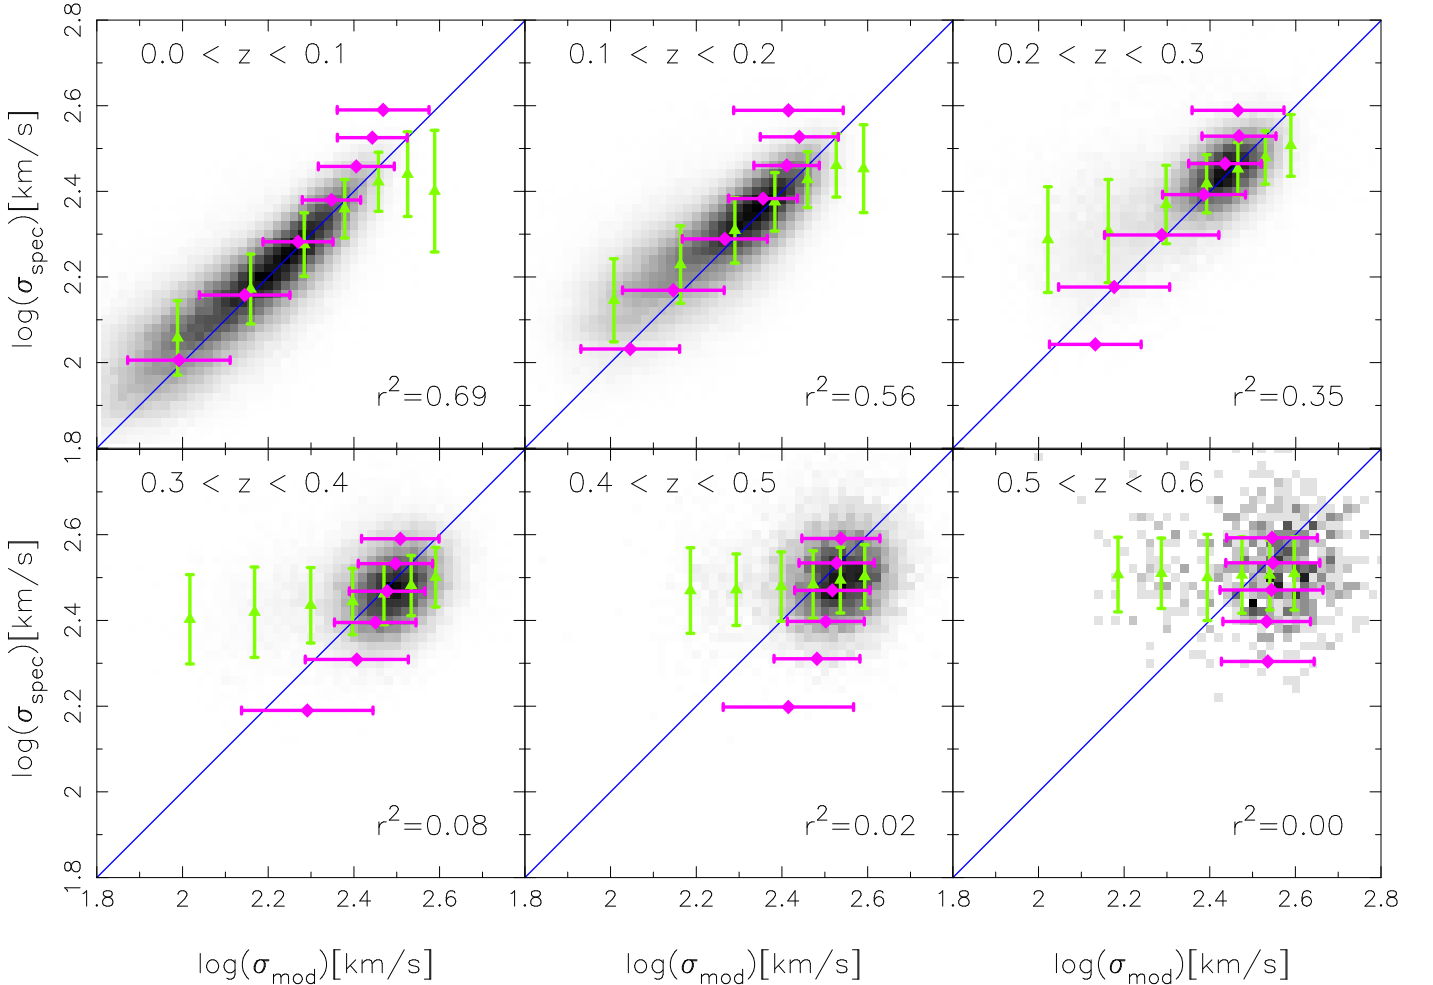 2.8
2.6
2.4
2.2
2
1.8
log(σspec)[km/s]
0.0 < z < 0.1
r²=0.69
0.1 < z < 0.2
r²=0.56
0.2 < z < 0.3
r²=0.35
2.6
2.4
2.2
2
1.8
log(σspec)[km/s]
0.3 < z < 0.4
r²=0.08
0.4 < z < 0.5
r²=0.02
0.5 < z < 0.6
r²=0.00
1.8 2 2.2 2.4 2.6 1.8 2 2.2 2.4 2.6 1.8 2 2.2 2.4 2.6 2.8
log(σmod)[km/s] log(σmod)[km/s] log(σmod)[km/s]